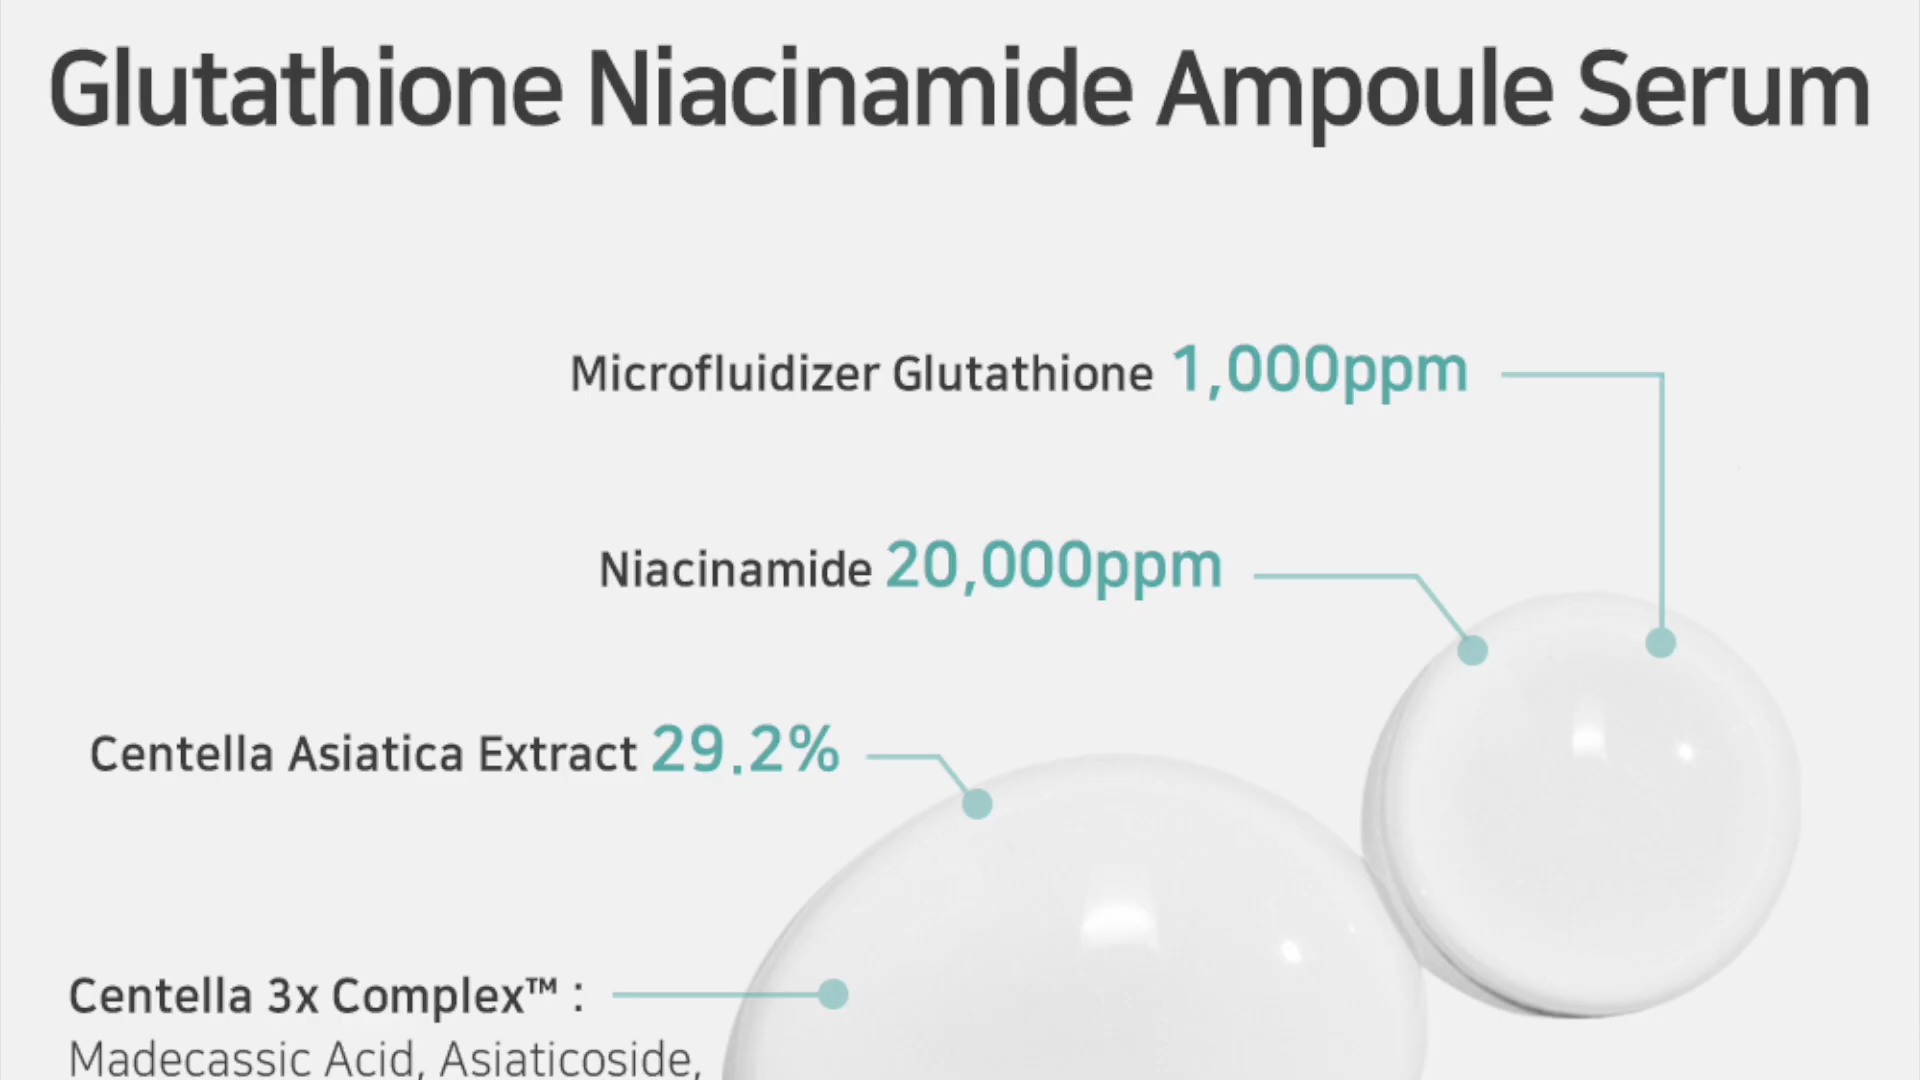 Glutathione Niacinamide Ampoule Serum
Microfluidizer Glutathione 1,000ppm
Niacinamide 20,000ppm
Centella Asiatica Extract 29.2%
Centella 3x Complex™ :
Madecassic Acid, Asiaticoside,